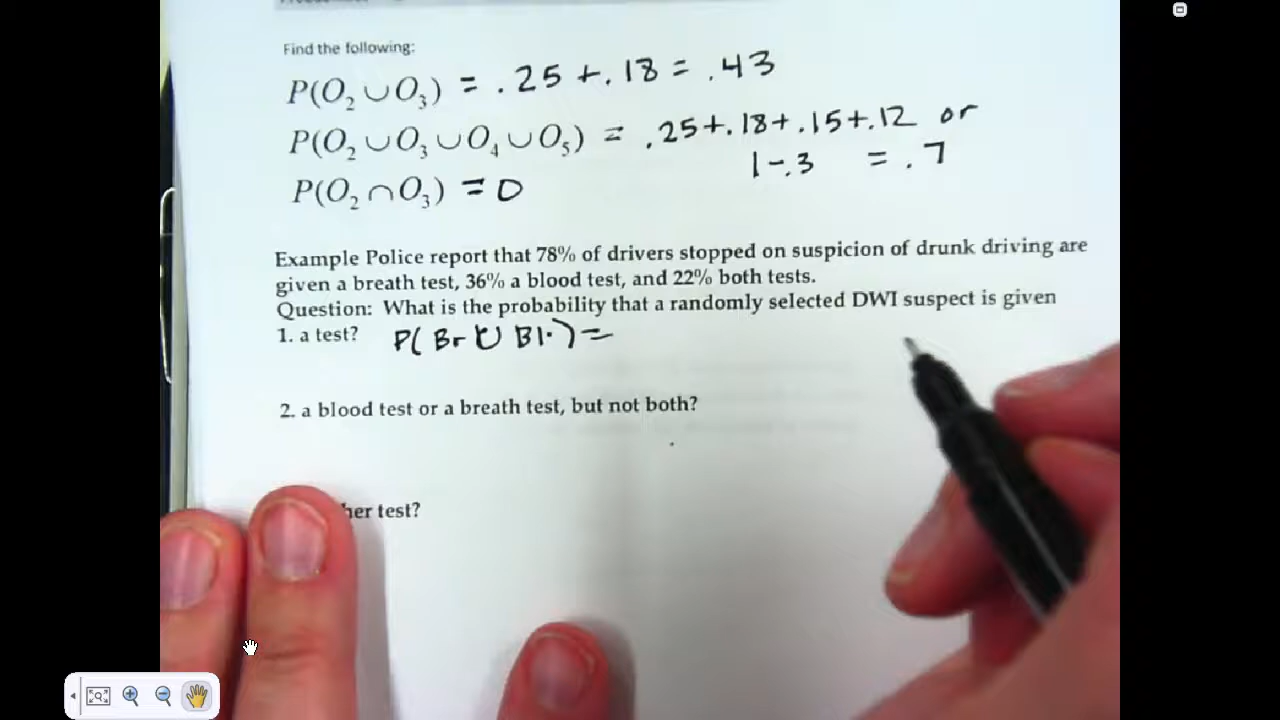 Find the following:
P(O₂ ∪ O₃) = .25 + .18 = .43
P(O₂ ∪ O₃ ∪ O₄ ∪ O₅) = .25+.18+.15+.12 or
1-.3 = .7
P(O₂ ∩ O₃) = 0
Example Police report that 78% of drivers stopped on suspicion of drunk driving are
given a breath test, 36% a blood test, and 22% both tests.
Question: What is the probability that a randomly selected DWI suspect is given
1. a test? P( Br ∪ Bl.) =
2. a blood test or a breath test, but not both?
her test?